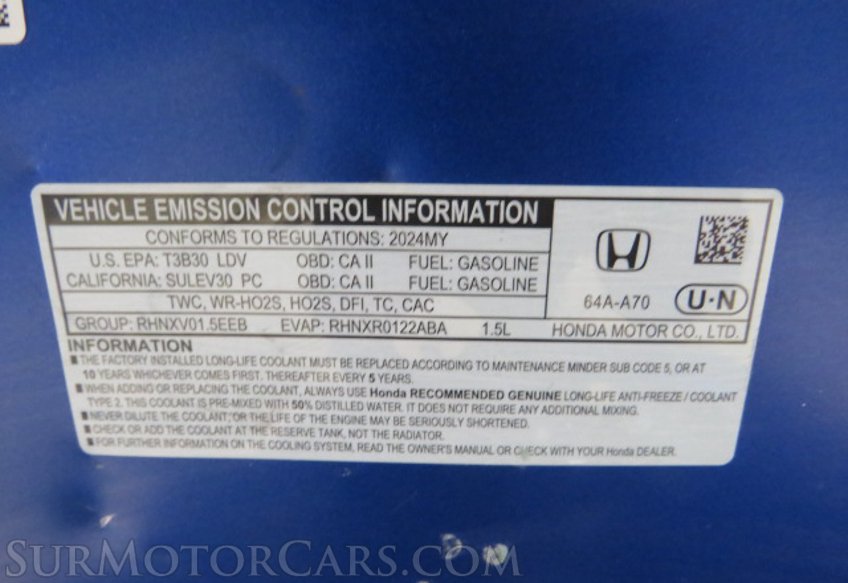 VEHICLE EMISSION CONTROL INFORMATION
CONFORMS TO REGULATIONS: 2024MY
U.S. EPA: T3B30 LDV OBD: CA II FUEL: GASOLINE
CALIFORNIA: SULEV30 PC OBD: CA II FUEL: GASOLINE
TWC, WR-HO2S, HO2S, DFI, TC, CAC
64A-A70 U·N
GROUP: RHNXV01.5EEB EVAP: RHNXR0122ABA 1.5L HONDA MOTOR CO., LTD.
INFORMATION
■ THE FACTORY INSTALLED LONG-LIFE COOLANT MUST BE REPLACED ACCORDING TO MAINTENANCE MINDER SUB CODE 5, OR AT
10 YEARS WHICHEVER COMES FIRST. THEREAFTER EVERY 5 YEARS.
■ WHEN ADDING OR REPLACING THE COOLANT, ALWAYS USE Honda RECOMMENDED GENUINE LONG-LIFE ANTI-FREEZE / COOLANT
TYPE 2. THIS COOLANT IS PRE-MIXED WITH 50% DISTILLED WATER. IT DOES NOT REQUIRE ANY ADDITIONAL MIXING.
■ NEVER DILUTE THE COOLANT, OR THE LIFE OF THE ENGINE MAY BE SERIOUSLY SHORTENED.
■ CHECK OR ADD THE COOLANT AT THE RESERVE TANK, NOT THE RADIATOR.
■ FOR FURTHER INFORMATION ON THE COOLING SYSTEM, READ THE OWNER'S MANUAL OR CHECK WITH YOUR Honda DEALER.
SURMOTORCARS.COM